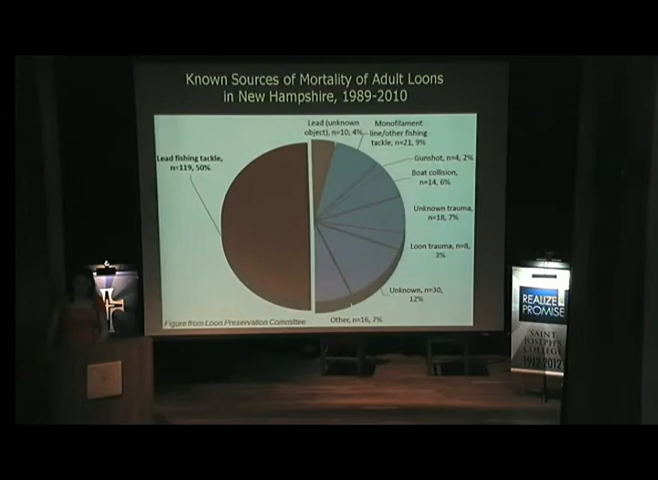 Known Sources of Mortality of Adult Loons
in New Hampshire, 1989-2010
Lead (unknown
object), n=10, 4%
Monofilament
line/other fishing
tackle, n=21, 9%
Lead fishing tackle,
n=119, 50%
Gunshot, n=4, 2%
Boat collision,
n=14, 6%
Unknown trauma,
n=18, 7%
Loon trauma, n=8,
3%
Unknown, n=30,
12%
Other, n=16, 7%
Figure from Loon Preservation Committee
REALIZE
PROMISE
SAINT
JOSEPH'S
COLLEGE
1912 2012